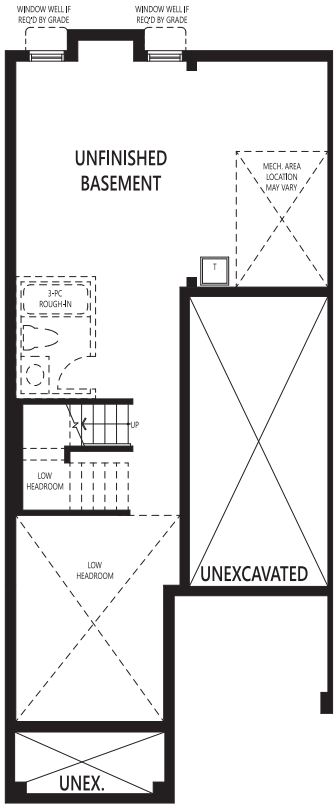 WINDOW WELL IF
REQ'D BY GRADE
WINDOW WELL IF
REQ'D BY GRADE
UNFINISHED
BASEMENT
MECH. AREA
LOCATION
MAY VARY
T
3-PC
ROUGH-IN
UP
LOW
HEADROOM
LOW
HEADROOM
UNEXCAVATED
UNEX.